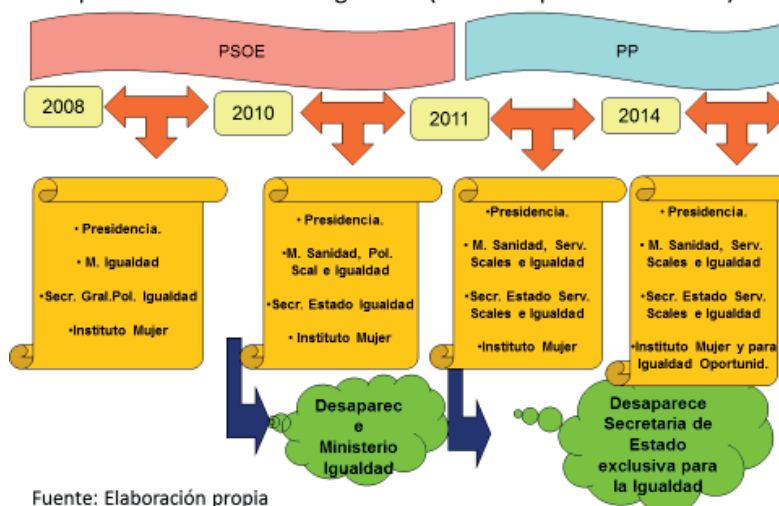 PSOE
PP
2008
2010
2011
2014
• Presidencia.
• M. Igualdad
•Secr. Gral.Pol. Igualdad
•Instituto Mujer
• Presidencia.
•M. Sanidad, Pol.
Scal e Igualdad
•Secr. Estado Igualdad
• Instituto Mujer
•Presidencia.
• M. Sanidad, Serv.
Scales e Igualdad
•Secr. Estado Serv.
Scales e Igualdad
•Instituto Mujer
•Presidencia.
• M. Sanidad, Serv.
Scales e Igualdad
•Secr. Estado Serv.
Scales e Igualdad
•Instituto Mujer y para
Igualdad Oportunid.
Desaparec
e
Ministerio
Igualdad
Desaparece
Secretaria de
Estado
exclusiva para
la Igualdad
Fuente: Elaboración propia